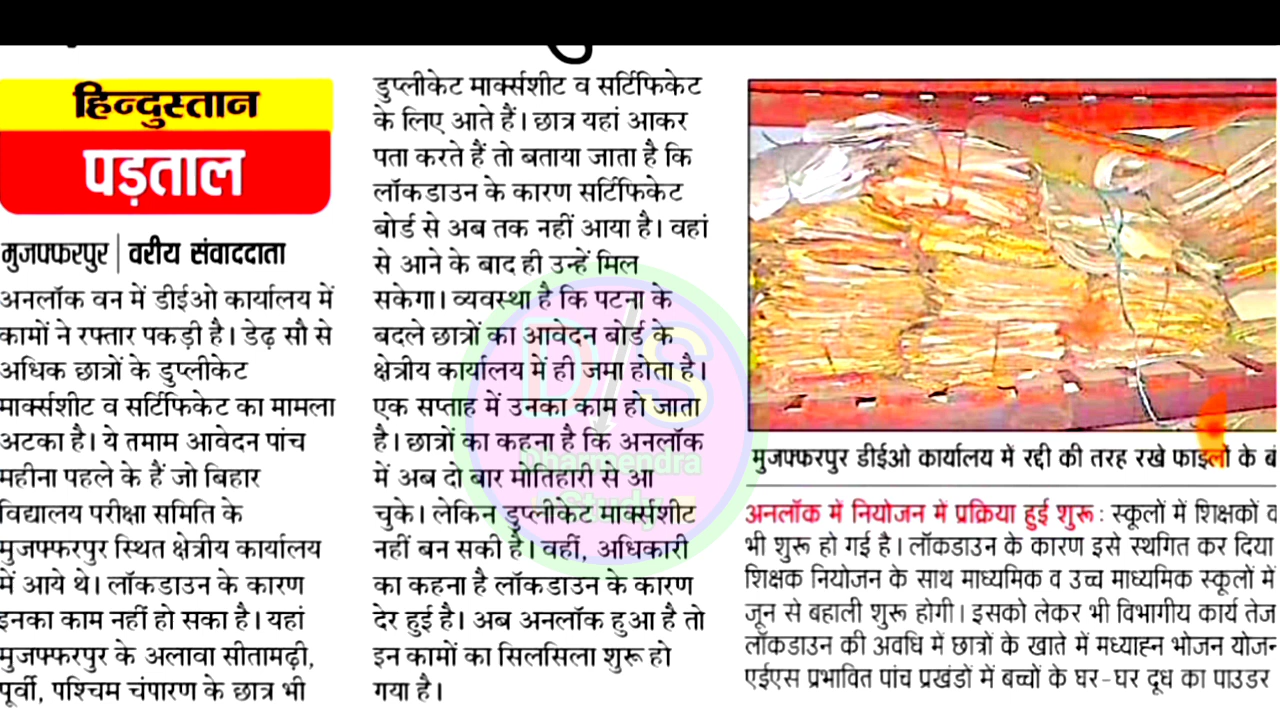 हिन्दुस्तान
पड़ताल
मुजफ्फरपुर | वरीय संवाददाता
अनलॉक वन में डीईओ कार्यालय में
कामों ने रफ्तार पकड़ी है। डेढ़ सौ से
अधिक छात्रों के डुप्लीकेट
मार्क्सशीट व सर्टिफिकेट का मामला
अटका है। ये तमाम आवेदन पांच
महीना पहले के हैं जो बिहार
विद्यालय परीक्षा समिति के
मुजफ्फरपुर स्थित क्षेत्रीय कार्यालय
में आये थे। लॉकडाउन के कारण
इनका काम नहीं हो सका है। यहां
मुजफ्फरपुर के अलावा सीतामढ़ी,
पूर्वी, पश्चिम चंपारण के छात्र भी
डुप्लीकेट मार्क्सशीट व सर्टिफिकेट
के लिए आते हैं। छात्र यहां आकर
पता करते हैं तो बताया जाता है कि
लॉकडाउन के कारण सर्टिफिकेट
बोर्ड से अब तक नहीं आया है। वहां
से आने के बाद ही उन्हें मिल
सकेगा। व्यवस्था है कि पटना के
बदले छात्रों का आवेदन बोर्ड के
क्षेत्रीय कार्यालय में ही जमा होता है।
एक सप्ताह में उनका काम हो जाता
है। छात्रों का कहना है कि अनलॉक
में अब दो बार मोतिहारी से आ
चुके। लेकिन डुप्लीकेट मार्क्सशीट
नहीं बन सकी है। वहीं, अधिकारी
का कहना है लॉकडाउन के कारण
देर हुई है। अब अनलॉक हुआ है तो
इन कामों का सिलसिला शुरू हो
गया है।
D/S
Dharmendra
Study
मुजफ्फरपुर डीईओ कार्यालय में रद्दी की तरह रखे फाइलों के
अनलॉक में नियोजन में प्रक्रिया हुई शुरू : स्कूलों में शिक्षकों
भी शुरू हो गई है। लॉकडाउन के कारण इसे स्थगित कर दिया
शिक्षक नियोजन के साथ माध्यमिक व उच्च माध्यमिक स्कूलों में
जून से बहाली शुरू होगी। इसको लेकर भी विभागीय कार्य तेज
लॉकडाउन की अवधि में छात्रों के खाते में मध्याह्न भोजन
एईएस प्रभावित पांच प्रखंडों में बच्चों के घर-घर दूध का पाउडर